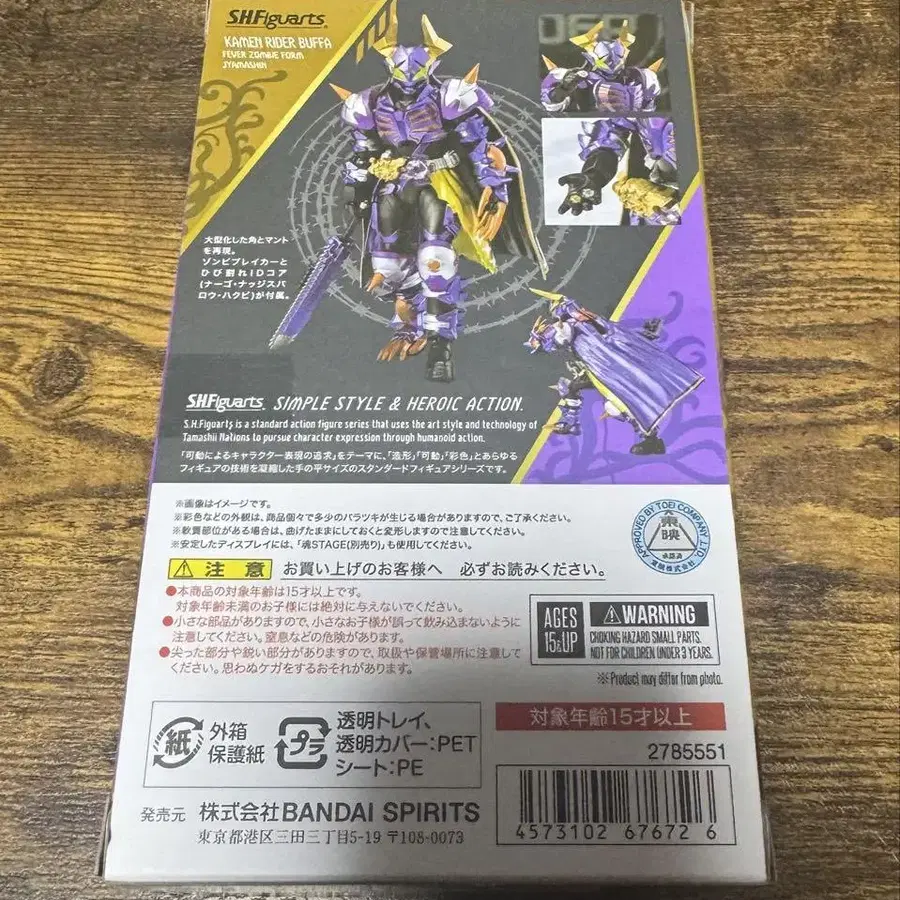 S.H.Figuarts
KAMEN RIDER BUFFA
FEVER ZOMBIE FORM
JYAMASHIN
大型化した角とマント
を再現。
ゾンビブレイカーと
ひび割れIDコア
(ナーゴ・ナッジスパ
ロウ・ハクビ)が付属。
S.H.Figuarts SIMPLE STYLE & HEROIC ACTION.
S.H.Figuarts is a standard action figure series that uses the art style and technology of
Tamashii Nations to pursue character expression through humanoid action.
「可動によるキャラクター表現の追求」をテーマに、「造形」「可動」「彩色」とあらゆる
フィギュアの技術を凝縮した手の平サイズのスタンダードフィギュアシリーズです。
※画像はイメージです。
※彩色などの外観は、商品個々で多少のバラツキが生じる場合がありますので、ご了承ください。
※軟質部位がある場合は、曲げたままにしておくと変形しますので注意してください。
※安定したディスプレイには、「魂STAGE(別売り)」も使用してください。
APPROVED BY TOEI COMPANY, LTD.
東映
承認済
東映株式会社
注意 お買い上げのお客様へ 必ずお読みください。
●本商品の対象年齢は15才以上です。
対象年齢未満のお子様には絶対に与えないでください。
●小さな部品がありますので、小さなお子様が誤って飲み込まないように
注意してください。窒息などの危険があります。
●尖った部分や鋭い部分がありますので、取扱や保管場所に注意して
ください。思わぬケガをするおそれがあります。
AGES
15&UP
WARNING
CHOKING HAZARD SMALL PARTS.
NOT FOR CHILDREN UNDER 3 YEARS.
※Product may differ from photo.
対象年齢15才以上
紙
外箱
保護紙
プラ
透明トレイ、
透明カバー:PET
シート:PE
2785551
4573102 67672 6
発売元 株式会社BANDAI SPIRITS
東京都港区三田三丁目5-19 〒108-0073